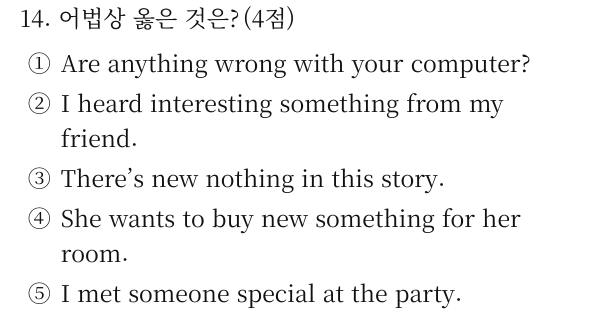 14. 어법상 옳은 것은? (4점)
① Are anything wrong with your computer?
② I heard interesting something from my
friend.
③ There’s new nothing in this story.
④ She wants to buy new something for her
room.
⑤ I met someone special at the party.